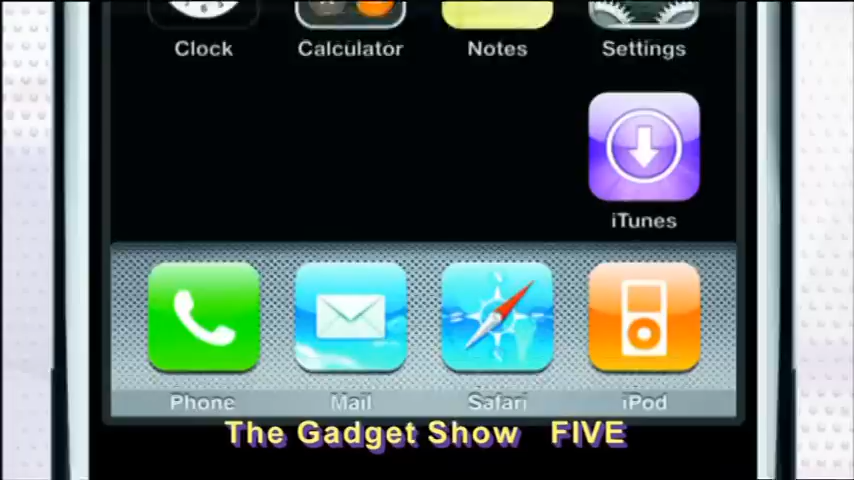 Clock Calculator Notes Settings
iTunes
Phone Mail Safari iPod
The Gadget Show FIVE